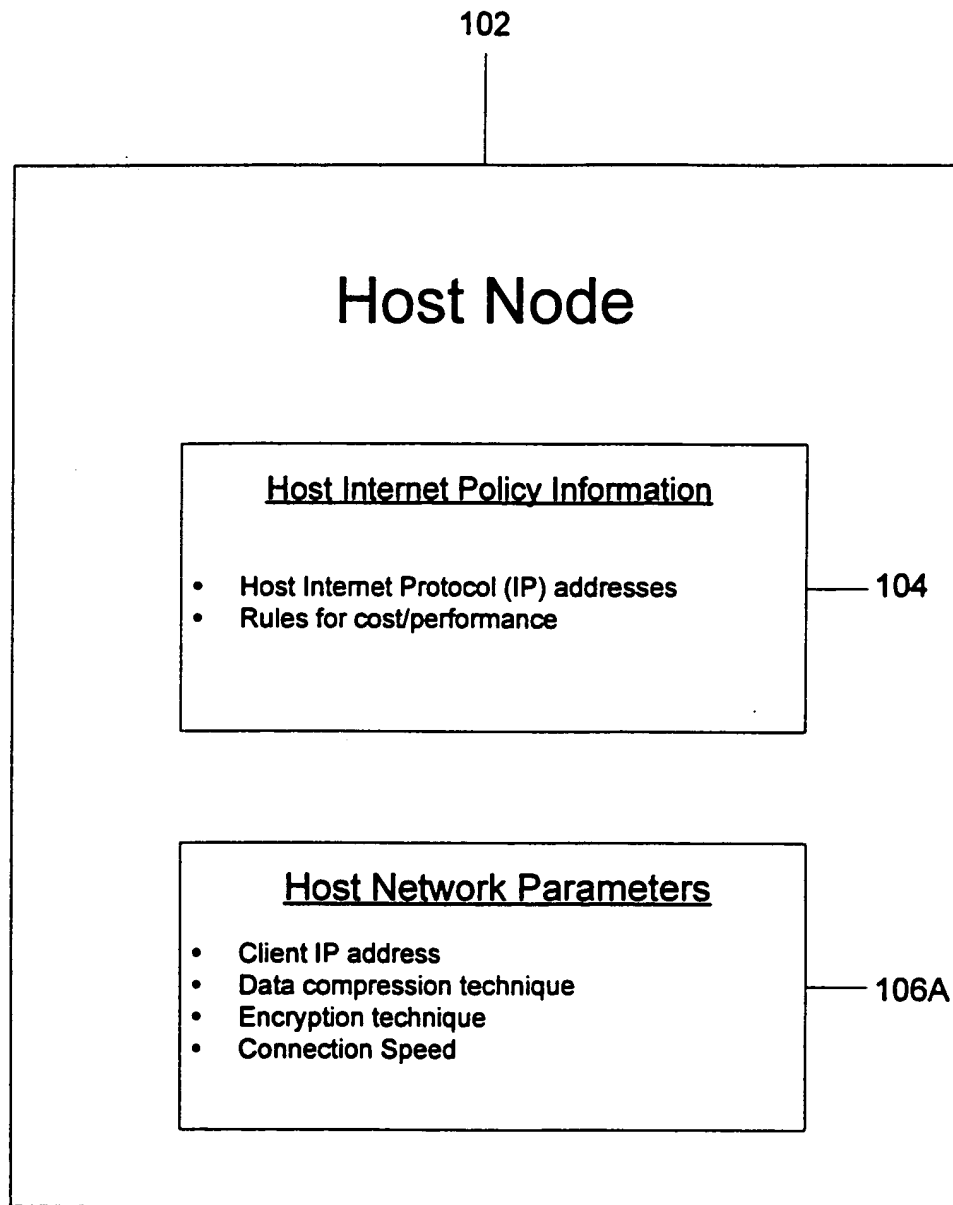 102
Host Node
Host Internet Policy Information
• Host Internet Protocol (IP) addresses
• Rules for cost/performance
104
Host Network Parameters
• Client IP address
• Data compression technique
• Encryption technique
• Connection Speed
106A